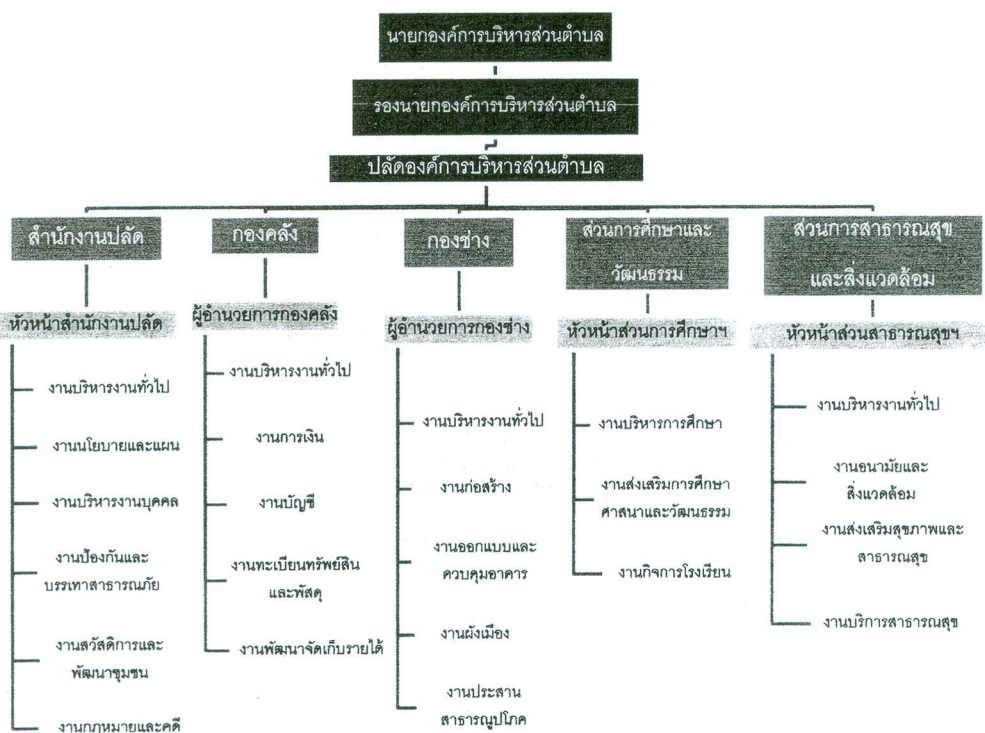 นายกองค์การบริหารส่วนตำบล
รองนายกองค์การบริหารส่วนตำบล
ปลัดองค์การบริหารส่วนตำบล
สำนักงานปลัด
หัวหน้าสำนักงานปลัด
งานบริหารงานทั่วไป
งานนโยบายและแผน
งานบริหารงานบุคคล
งานป้องกันและ
บรรเทาสาธารณภัย
งานสวัสดิการและ
พัฒนาชุมชน
งานกฎหมายและคดี
กองคลัง
ผู้อำนวยการกองคลัง
งานบริหารงานทั่วไป
งานการเงิน
งานบัญชี
งานทะเบียนทรัพย์สิน
และพัสดุ
งานพัฒนาจัดเก็บรายได้
กองช่าง
ผู้อำนวยการกองช่าง
งานบริหารงานทั่วไป
งานก่อสร้าง
งานออกแบบและ
ควบคุมอาคาร
งานผังเมือง
งานประสาน
สาธารณูปโภค
ส่วนการศึกษาและ
วัฒนธรรม
หัวหน้าส่วนการศึกษาฯ
งานบริหารการศึกษา
งานส่งเสริมการศึกษา
ศาสนาและวัฒนธรรม
งานกิจการโรงเรียน
ส่วนการสาธารณสุข
และสิ่งแวดล้อม
หัวหน้าส่วนสาธารณสุขฯ
งานบริหารงานทั่วไป
งานอนามัยและ
สิ่งแวดล้อม
งานส่งเสริมสุขภาพและ
สาธารณสุข
งานบริการสาธารณสุข